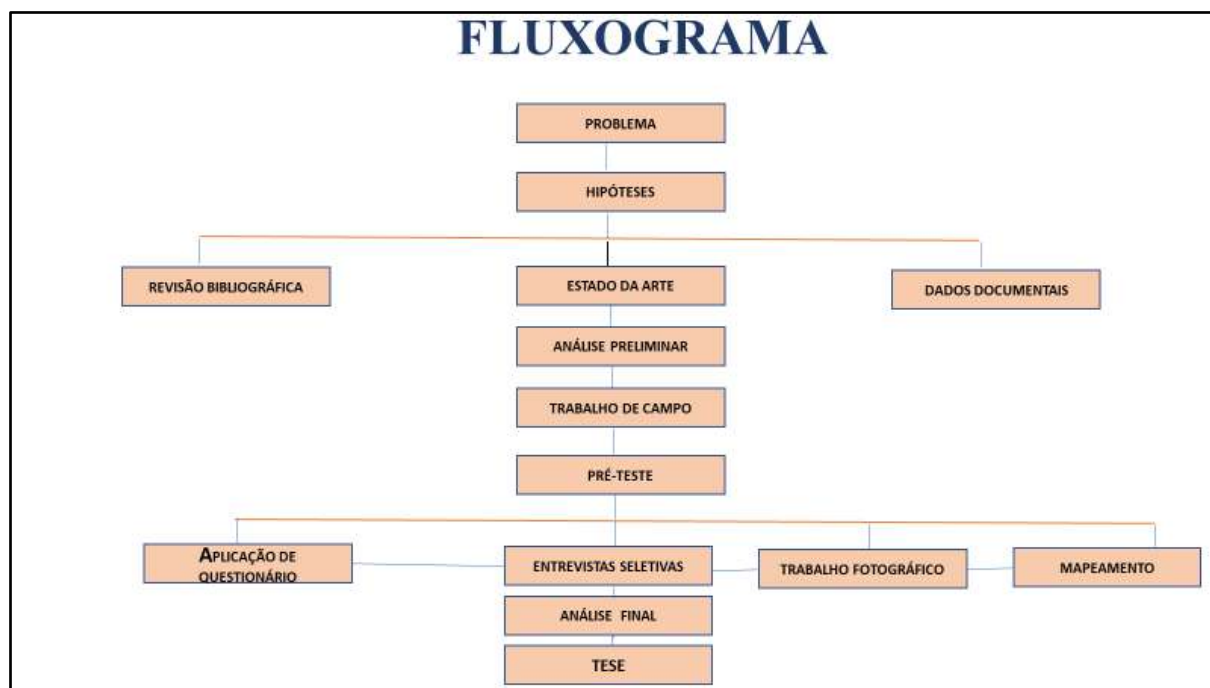 FLUXOGRAMA
PROBLEMA
HIPÓTESES
REVISÃO BIBLIOGRÁFICA
ESTADO DA ARTE
DADOS DOCUMENTAIS
ANÁLISE PRELIMINAR
TRABALHO DE CAMPO
PRÉ-TESTE
APLICAÇÃO DE
QUESTIONÁRIO
ENTREVISTAS SELETIVAS
TRABALHO FOTOGRÁFICO
MAPEAMENTO
ANÁLISE FINAL
TESE